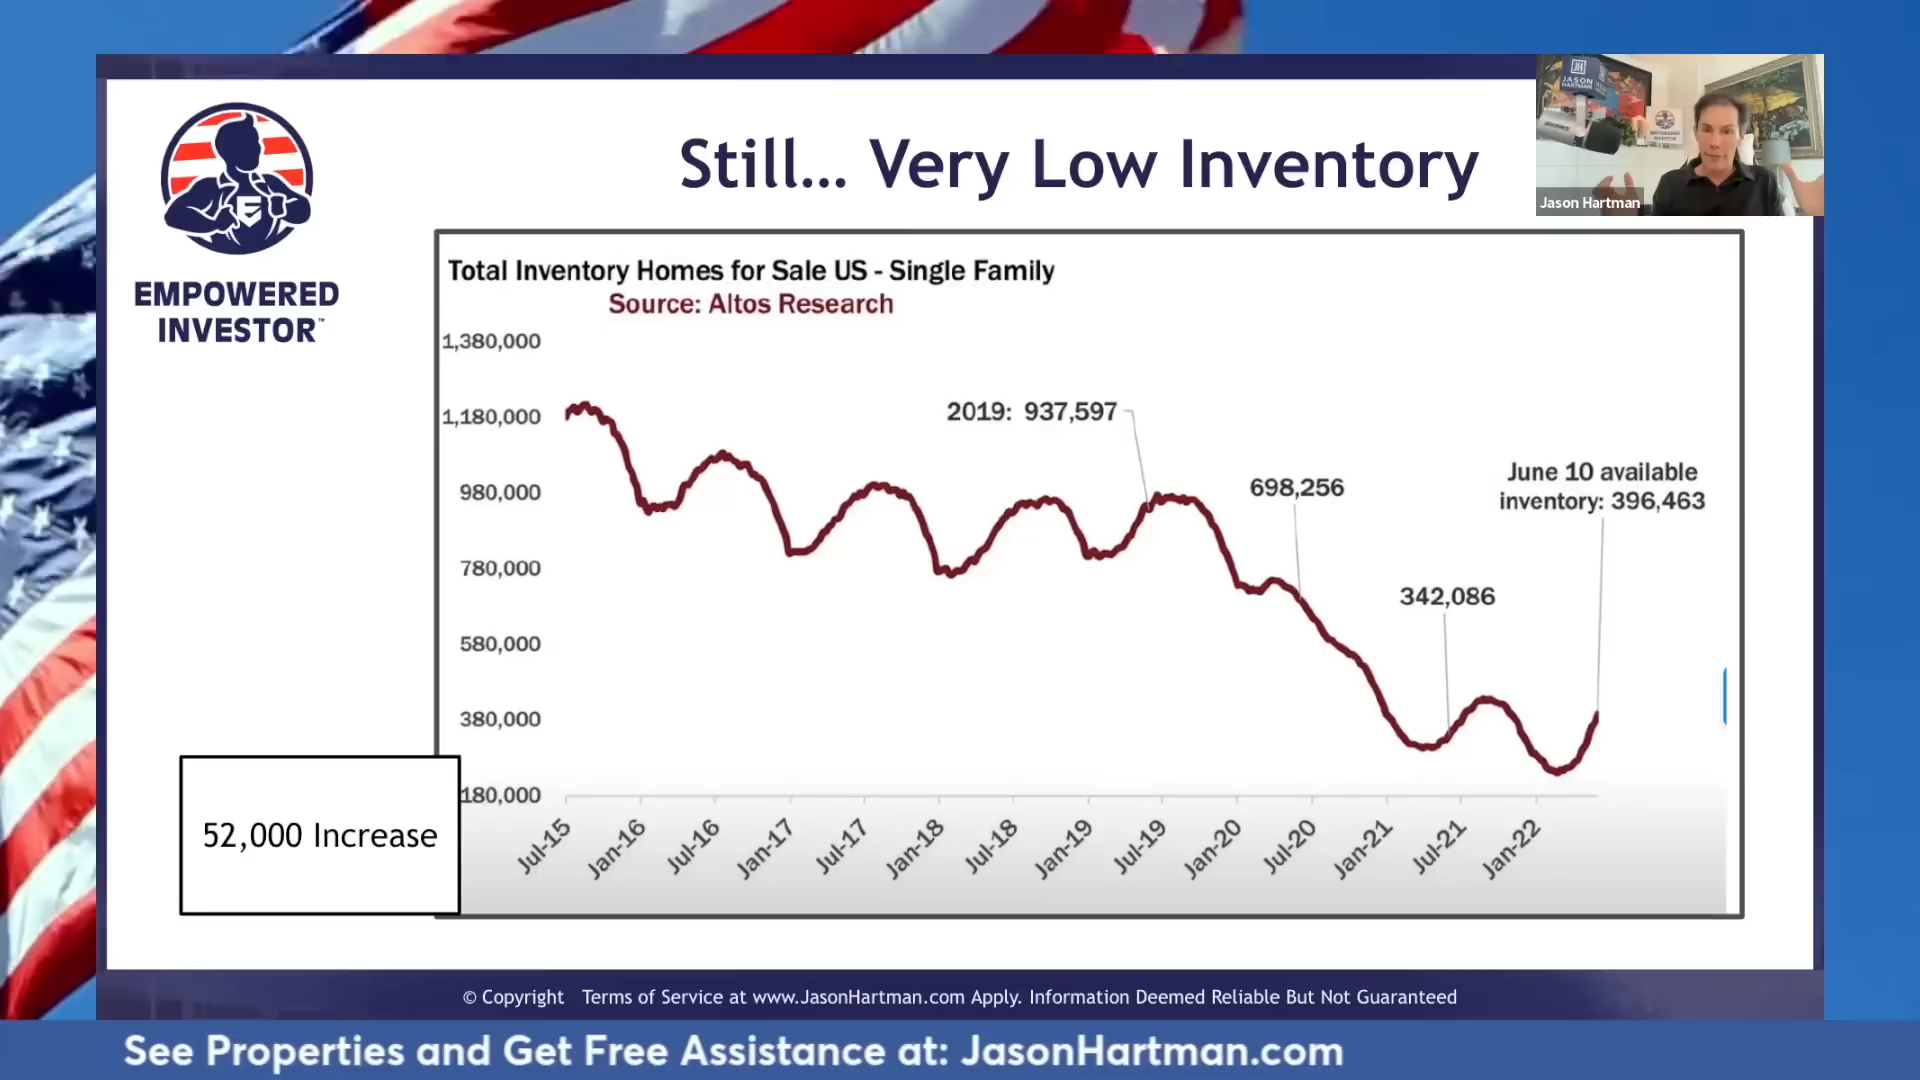 Still... Very Low Inventory
JH
JASON
HARTMAN
EMPOWERED
INVESTOR
Jason Hartman
EMPOWERED
INVESTOR™
Total Inventory Homes for Sale US - Single Family
Source: Altos Research
1,380,000
1,180,000
980,000
780,000
580,000
380,000
180,000
2019: 937,597
698,256
342,086
June 10 available
inventory: 396,463
Jul-15
Jan-16
Jul-16
Jan-17
Jul-17
Jan-18
Jul-18
Jan-19
Jul-19
Jan-20
Jul-20
Jan-21
Jul-21
Jan-22
52,000 Increase
© Copyright Terms of Service at www.JasonHartman.com Apply. Information Deemed Reliable But Not Guaranteed
See Properties and Get Free Assistance at: JasonHartman.com